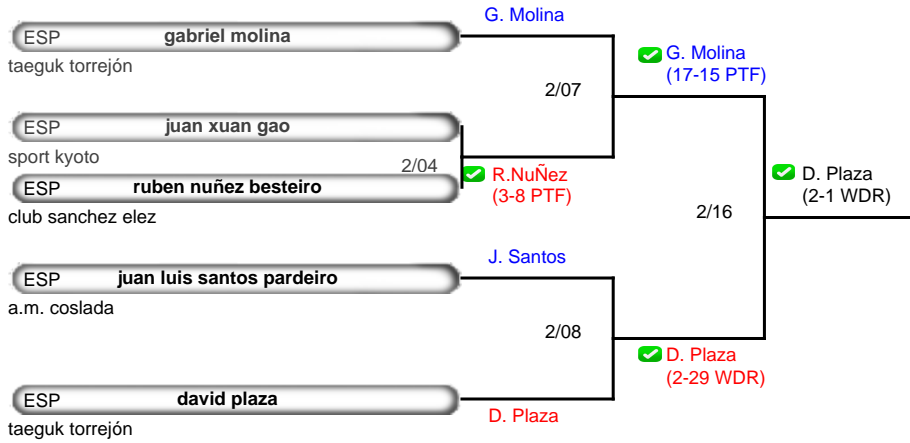 G. Molina
ESP gabriel molina
taeguk torrejón
2/07
G. Molina
(17-15 PTF)
ESP juan xuan gao
sport kyoto
2/04
R.NuÑez
(3-8 PTF)
ESP ruben nuñez besteiro
club sanchez elez
D. Plaza
(2-1 WDR)
2/16
J. Santos
ESP juan luis santos pardeiro
a.m. coslada
2/08
D. Plaza
(2-29 WDR)
ESP david plaza
D. Plaza
taeguk torrejón